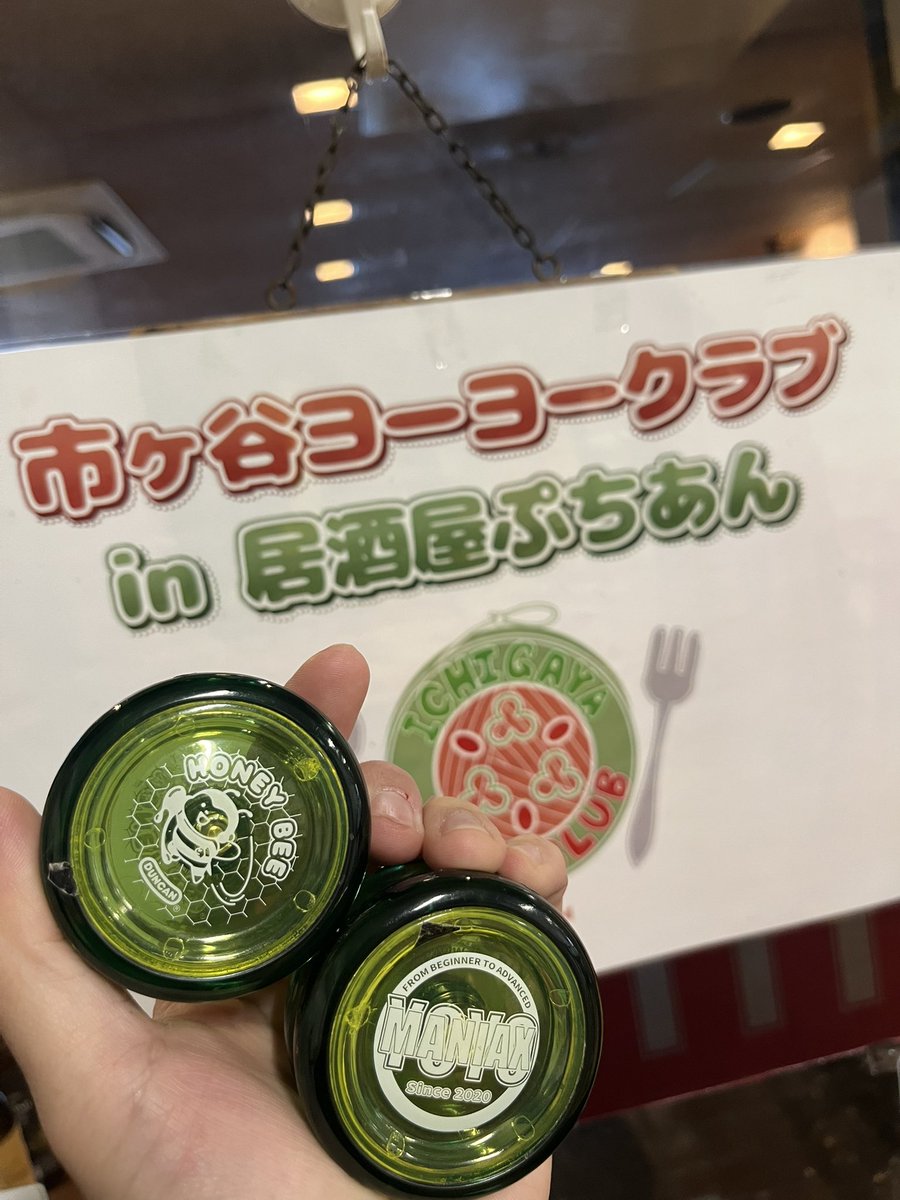 市ヶ谷ヨーヨークラブ
in 居酒屋ぷちあん
ICHIGAYA
LUB
HONEY BEE
DUNCAN®
FROM BEGINNER TO ADVANCED
MANIAX
YOYO
Since 2020